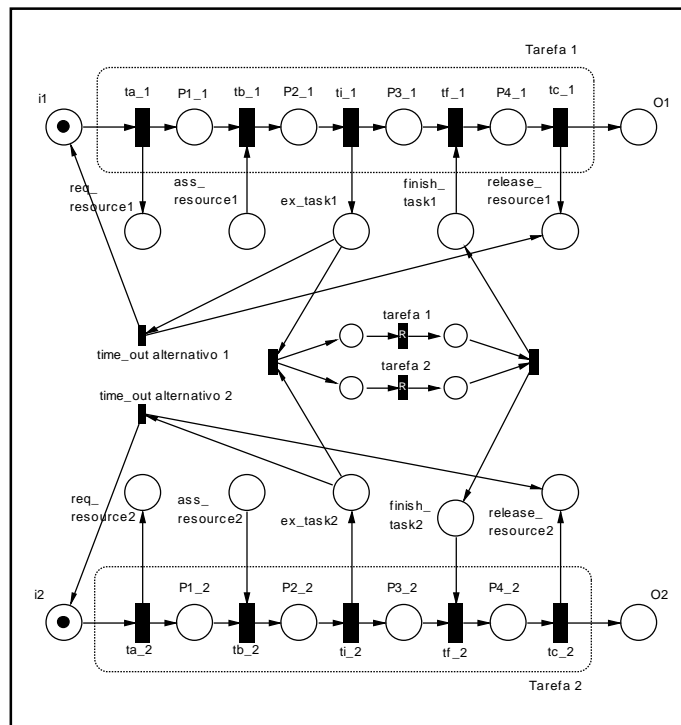 Tarefa 1
i1
ta_1
P1_1
tb_1
P2_1
ti_1
P3_1
tf_1
P4_1
tc_1
O1
req_
resource1
ass_
resource1
ex_task1
finish_
task1
release_
resource1
tarefa 1
R
time_out alternativo 1
tarefa 2
R
time_out alternativo 2
req_
resource2
ass_
resource2
ex_task2
finish_
task2
release_
resource2
i2
P1_2
P2_2
P3_2
P4_2
O2
ta_2
tb_2
ti_2
tf_2
tc_2
Tarefa 2